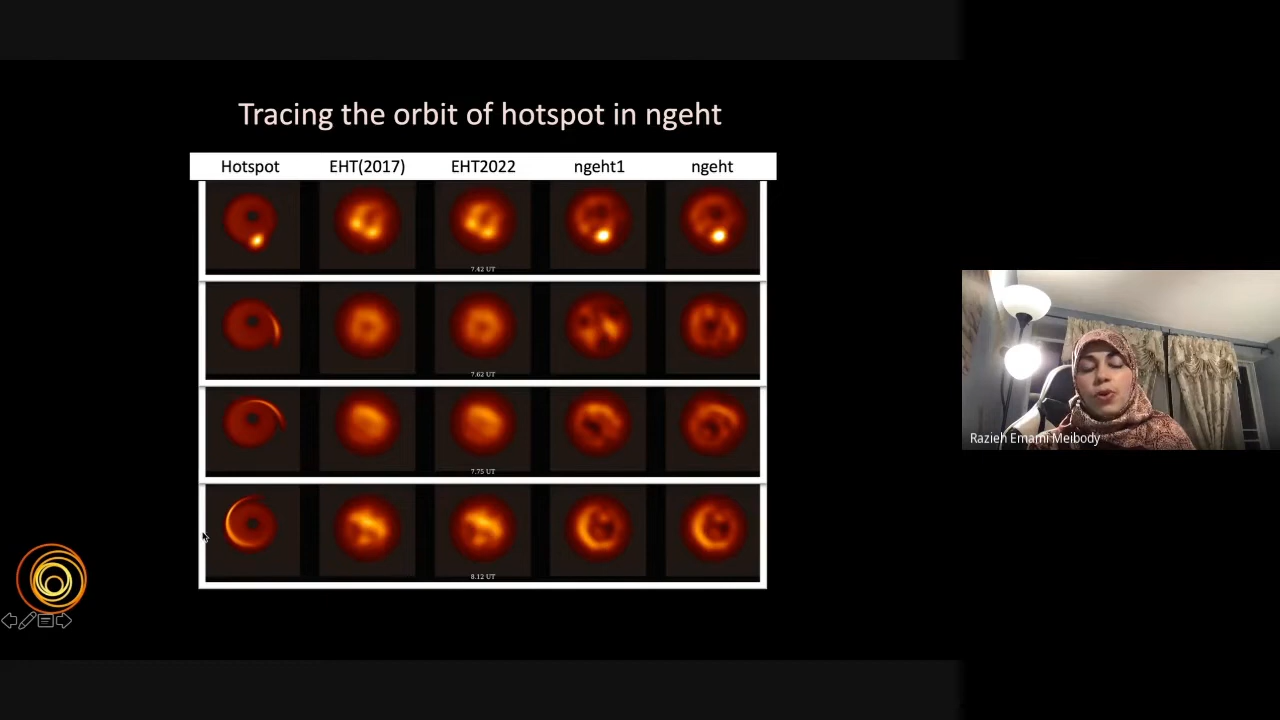 Tracing the orbit of hotspot in ngeht
Hotspot EHT(2017) EHT2022 ngeht1 ngeht
7.42 UT
7.62 UT
7.75 UT
8.12 UT
Razieh Emami Meibody